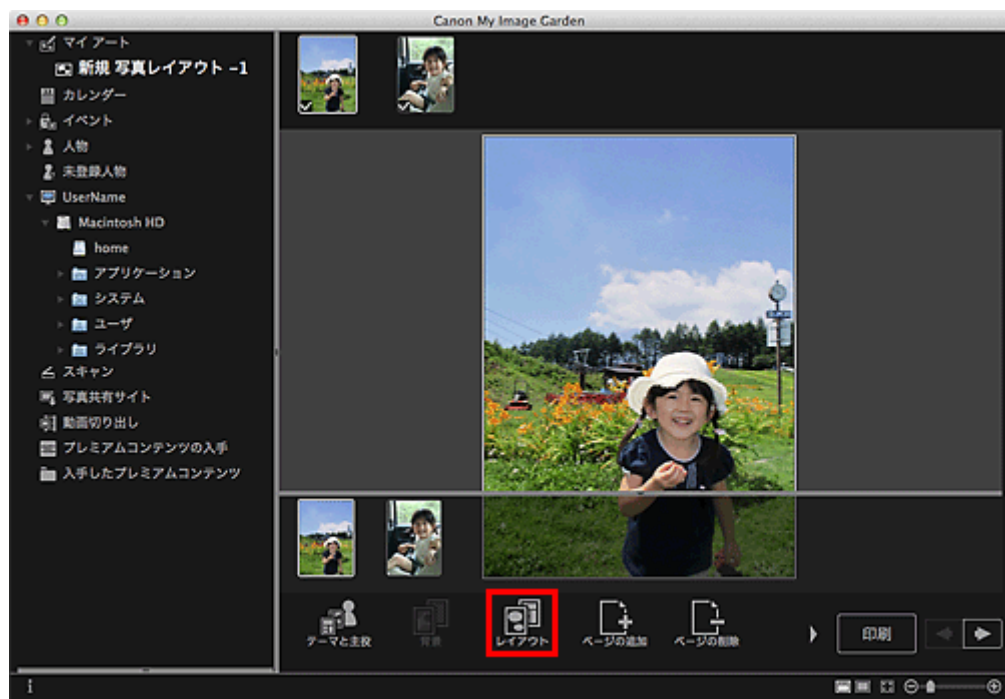 Canon My Image Garden
マイ アート
新規 写真レイアウト -1
カレンダー
イベント
人物
未登録人物
UserName
Macintosh HD
home
アプリケーション
システム
ユーザ
ライブラリ
スキャン
写真共有サイト
動画切り出し
プレミアムコンテンツの入手
入手したプレミアムコンテンツ
テーマと主役
背景
レイアウト
ページの追加
ページの削除
印刷